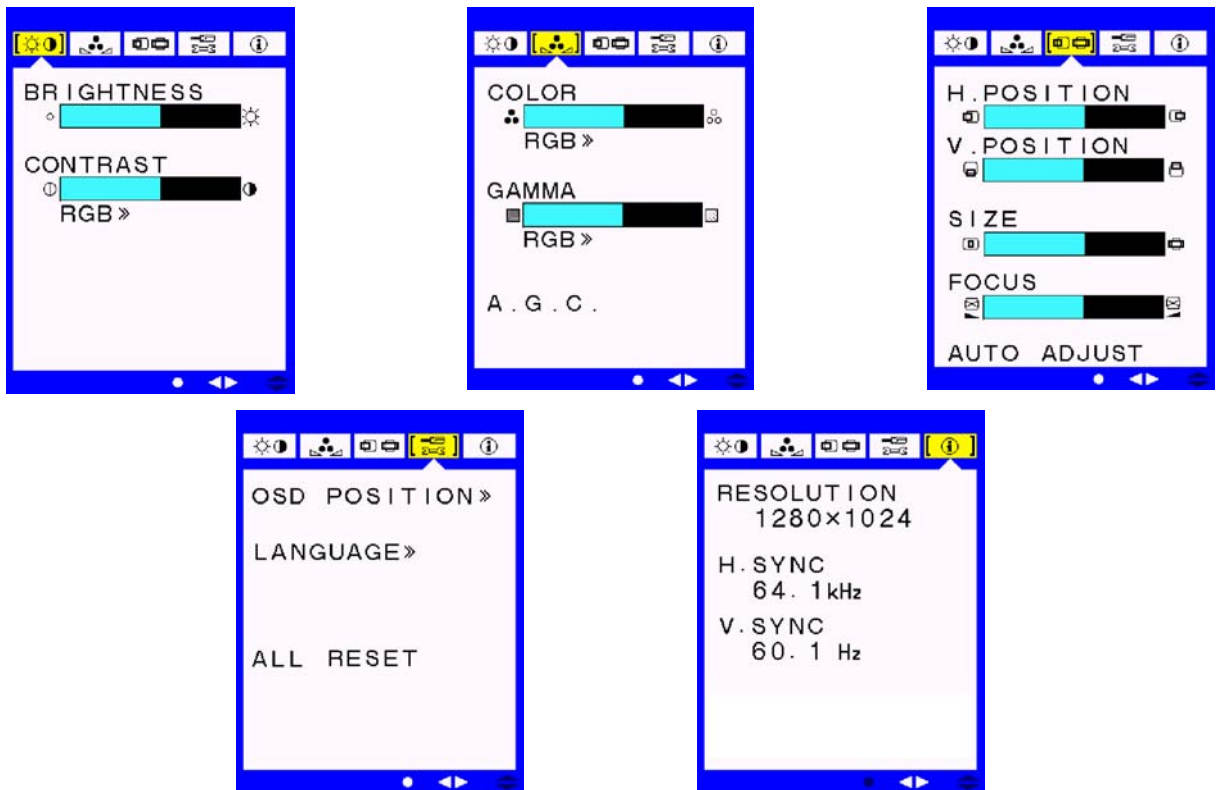 BRIGHTNESS
CONTRAST
RGB»
COLOR
RGB»
GAMMA
RGB»
A.G.C.
H.POSITION
V.POSITION
SIZE
FOCUS
AUTO ADJUST
OSD POSITION»
LANGUAGE»
ALL RESET
RESOLUTION
1280×1024
H.SYNC
64.1kHz
V.SYNC
60.1 Hz